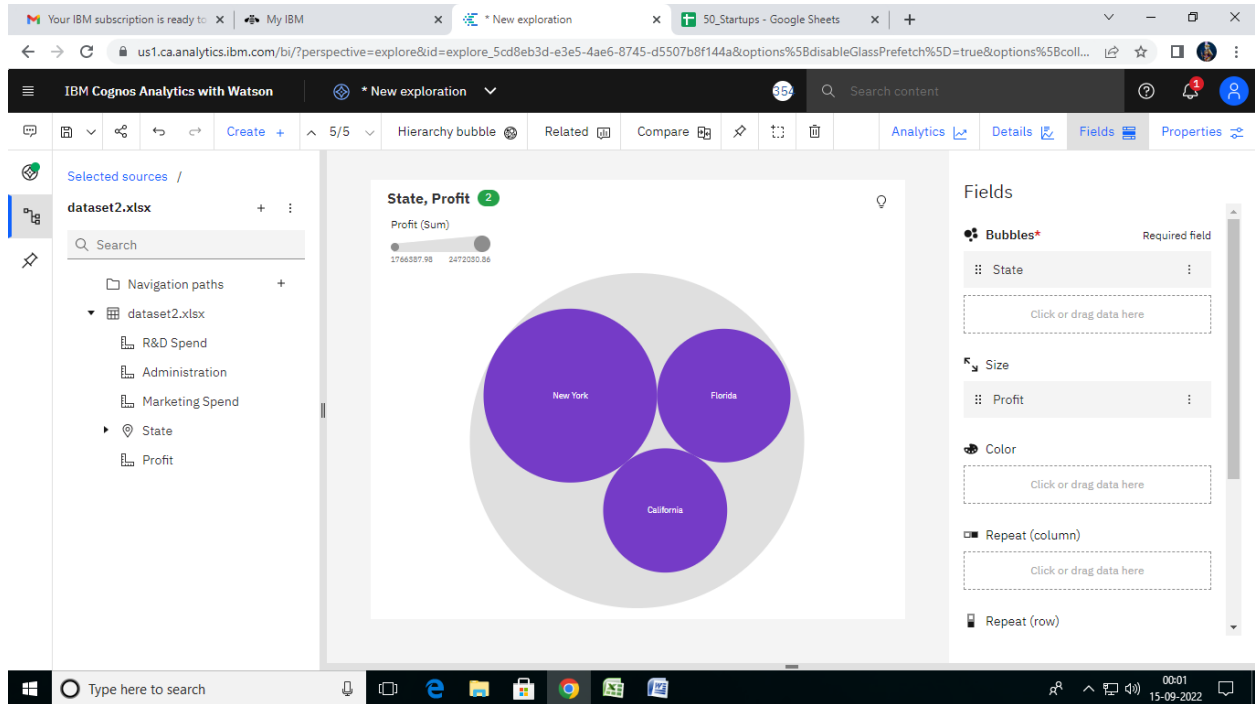 Your IBM subscription is ready to
My IBM
* New exploration
50_Startups - Google Sheets
us1.ca.analytics.ibm.com/bi/?perspective=explore&id=explore_5cd8eb3d-e3e5-4ae6-8745-d5507b8f144a&options%5BdisableGlassPrefetch%5D=true&options%5Bcoll...
IBM Cognos Analytics with Watson
* New exploration
354
Search content
1
Create +
5/5
Hierarchy bubble
Related
Compare
Analytics
Details
Fields
Properties
Selected sources /
dataset2.xlsx
Search
Navigation paths
dataset2.xlsx
R&D Spend
Administration
Marketing Spend
State
Profit
State, Profit 2
Profit (Sum)
1766387.98 2472030.86
New York
Florida
California
Fields
Bubbles* Required field
State
Click or drag data here
Size
Profit
Color
Click or drag data here
Repeat (column)
Click or drag data here
Repeat (row)
Type here to search
00:01
15-09-2022